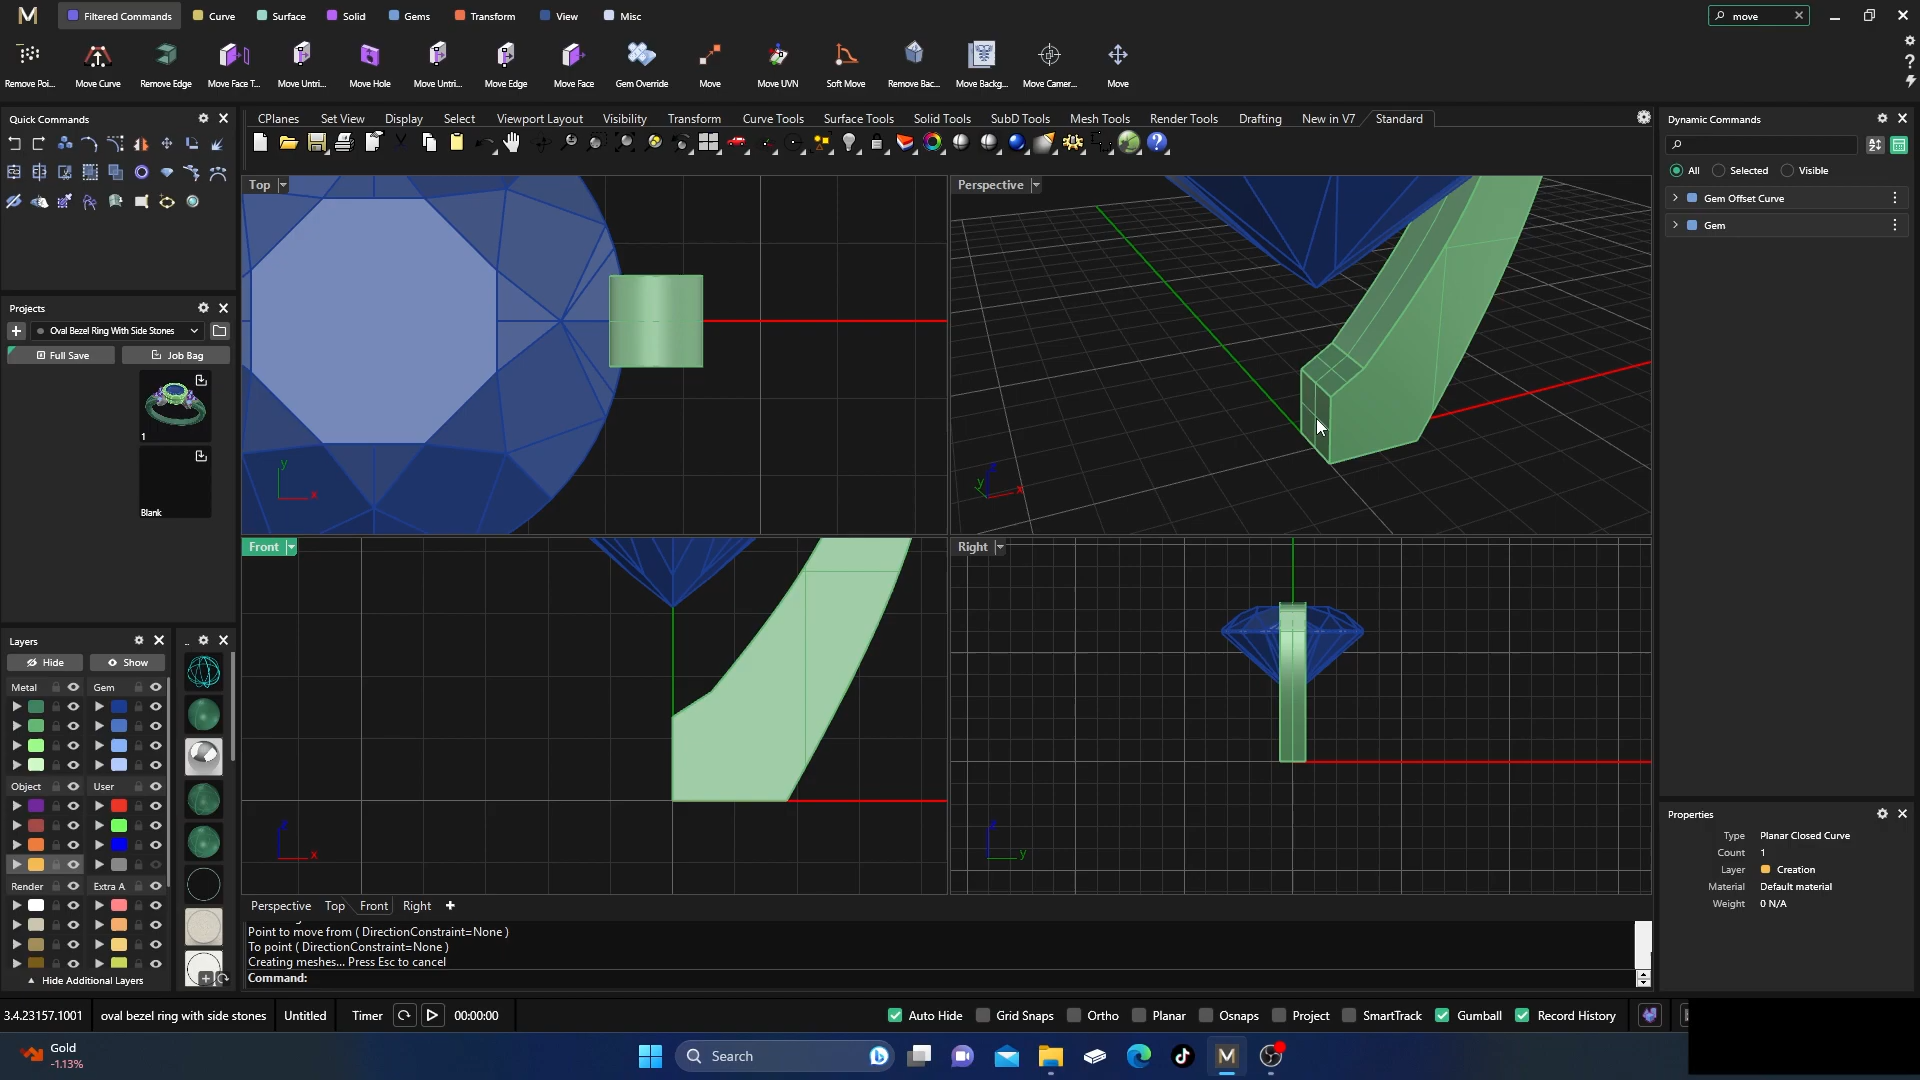 Filtered Commands Curve Surface Solid Gems Transform View Misc move
Remove Poi... Move Curve Remove Edge Move Face T... Move Untri... Move Hole Move Untri... Move Edge Move Face Gem Override Move Move UVN Soft Move Remove Bac... Move Backg... Move Camer... Move
Quick Commands
CPlanes Set View Display Select Viewport Layout Visibility Transform Curve Tools Surface Tools Solid Tools SubD Tools Mesh Tools Render Tools Drafting New in V7 Standard
Dynamic Commands
All Selected Visible
Gem Offset Curve
Gem
Top
Perspective
y
x
z
y
x
Projects
Oval Bezel Ring With Side Stones
Full Save Job Bag
1
Blank
Front
Right
z
x
z
y
Layers
Hide Show
Metal Gem
Object User
Render Extra A
Hide Additional Layers
Properties
Type Planar Closed Curve
Count 1
Layer Creation
Material Default material
Weight 0 N/A
Perspective Top Front Right
Point to move from ( DirectionConstraint=None )
To point ( DirectionConstraint=None )
Creating meshes... Press Esc to cancel
Command:
3.4.23157.1001 oval bezel ring with side stones Untitled Timer 00:00:00 Auto Hide Grid Snaps Ortho Planar Osnaps Project SmartTrack Gumball Record History
Gold
-1.13%
Search